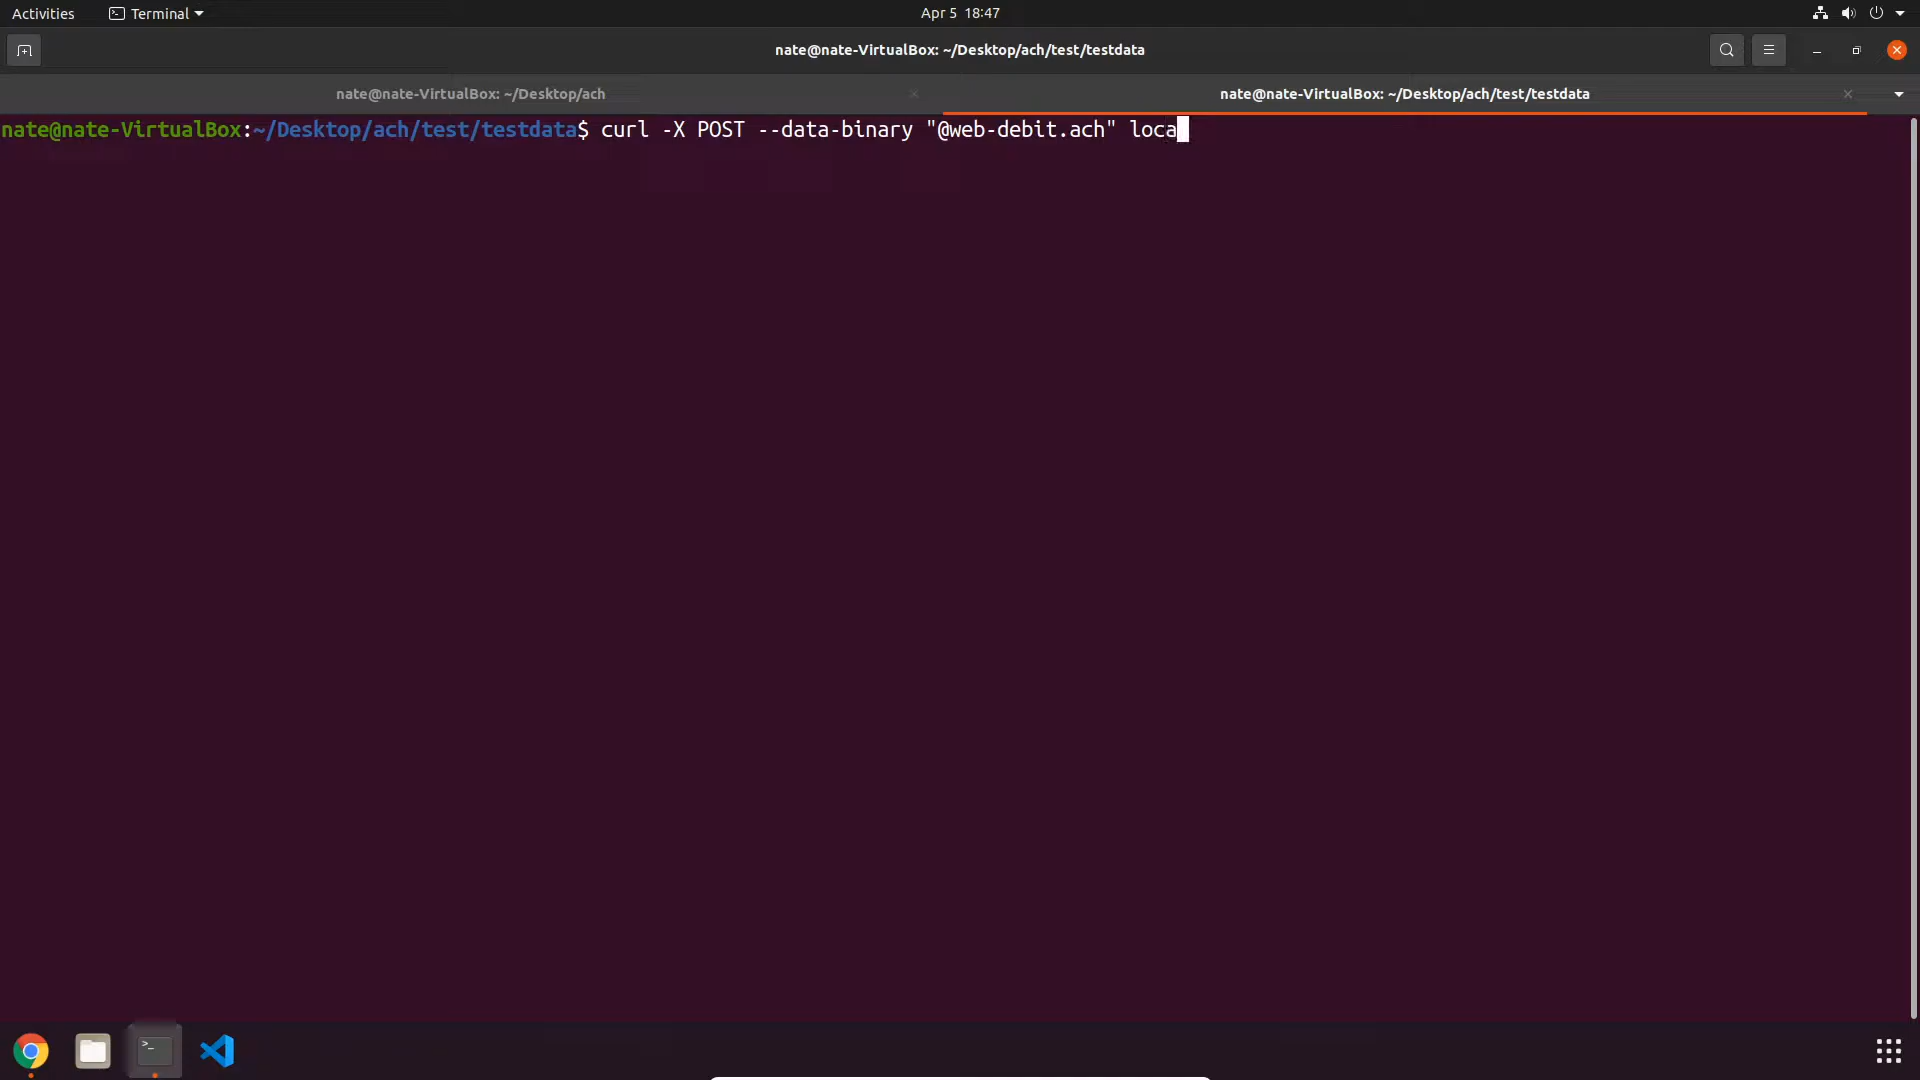 Activities
Terminal
Apr 5 18:47
nate@nate-VirtualBox: ~/Desktop/ach/test/testdata
nate@nate-VirtualBox: ~/Desktop/ach
nate@nate-VirtualBox: ~/Desktop/ach/test/testdata
nate@nate-VirtualBox:~/Desktop/ach/test/testdata$ curl -X POST --data-binary "@web-debit.ach" loca